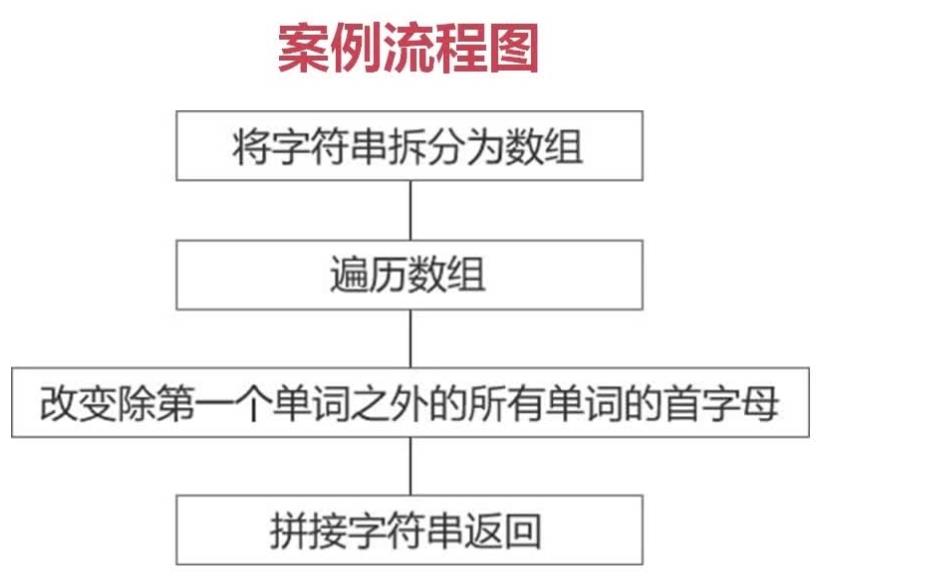 案例流程图
将字符串拆分为数组
遍历数组
改变除第一个单词之外的所有单词的首字母
拼接字符串返回